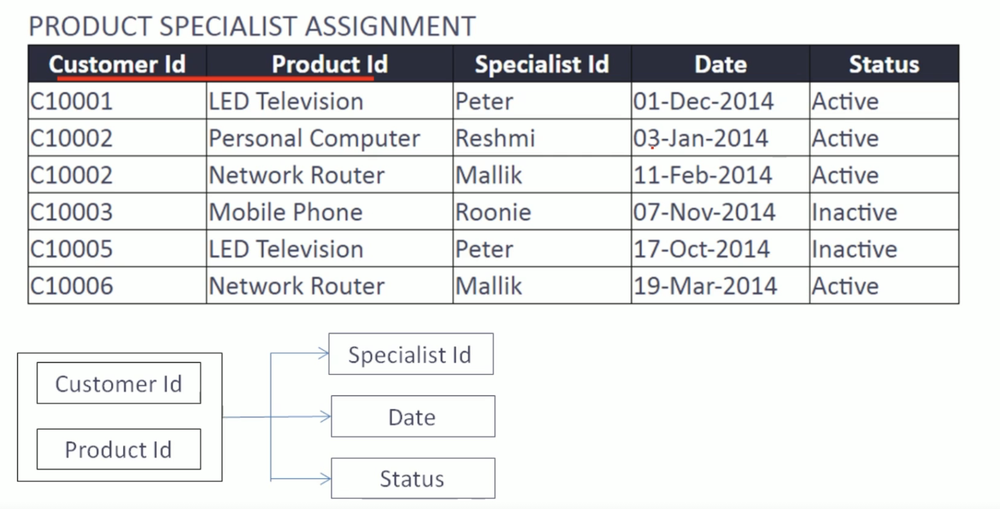 PRODUCT SPECIALIST ASSIGNMENT
Customer Id Product Id Specialist Id Date Status
C10001 LED Television Peter 01-Dec-2014 Active
C10002 Personal Computer Reshmi 03-Jan-2014 Active
C10002 Network Router Mallik 11-Feb-2014 Active
C10003 Mobile Phone Roonie 07-Nov-2014 Inactive
C10005 LED Television Peter 17-Oct-2014 Inactive
C10006 Network Router Mallik 19-Mar-2014 Active
Specialist Id
Customer Id
Date
Product Id
Status